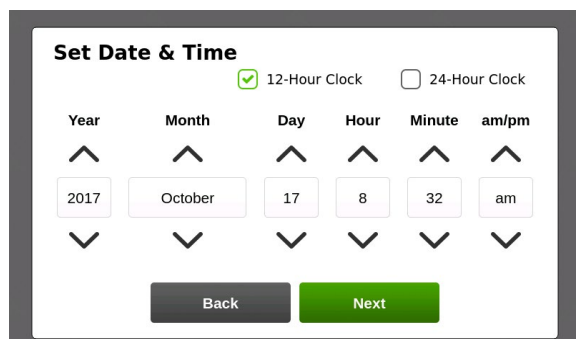 Set Date & Time
12-Hour Clock 24-Hour Clock
Year Month Day Hour Minute am/pm
2017 October 17 8 32 am
Back Next